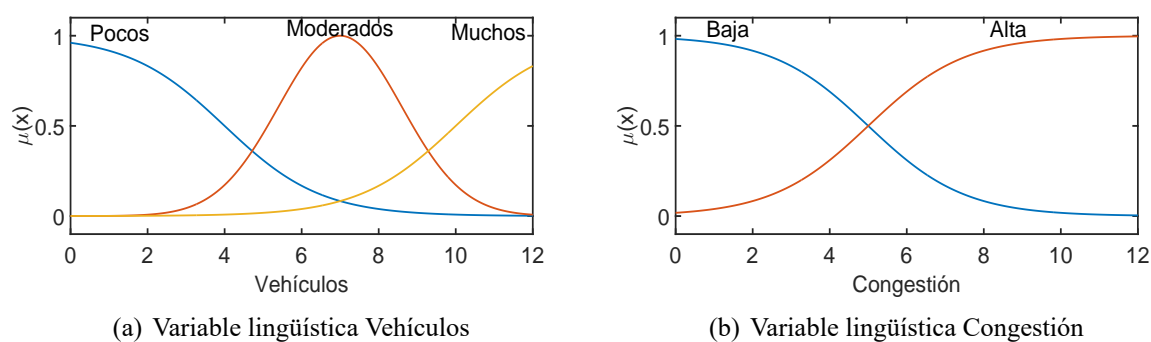 Pocos Moderados Muchos
1
0.5
0
μ(x)
0 2 4 6 8 10 12
Vehículos
(a) Variable lingüística Vehículos
Baja Alta
1
0.5
0
μ(x)
0 2 4 6 8 10 12
Congestión
(b) Variable lingüística Congestión